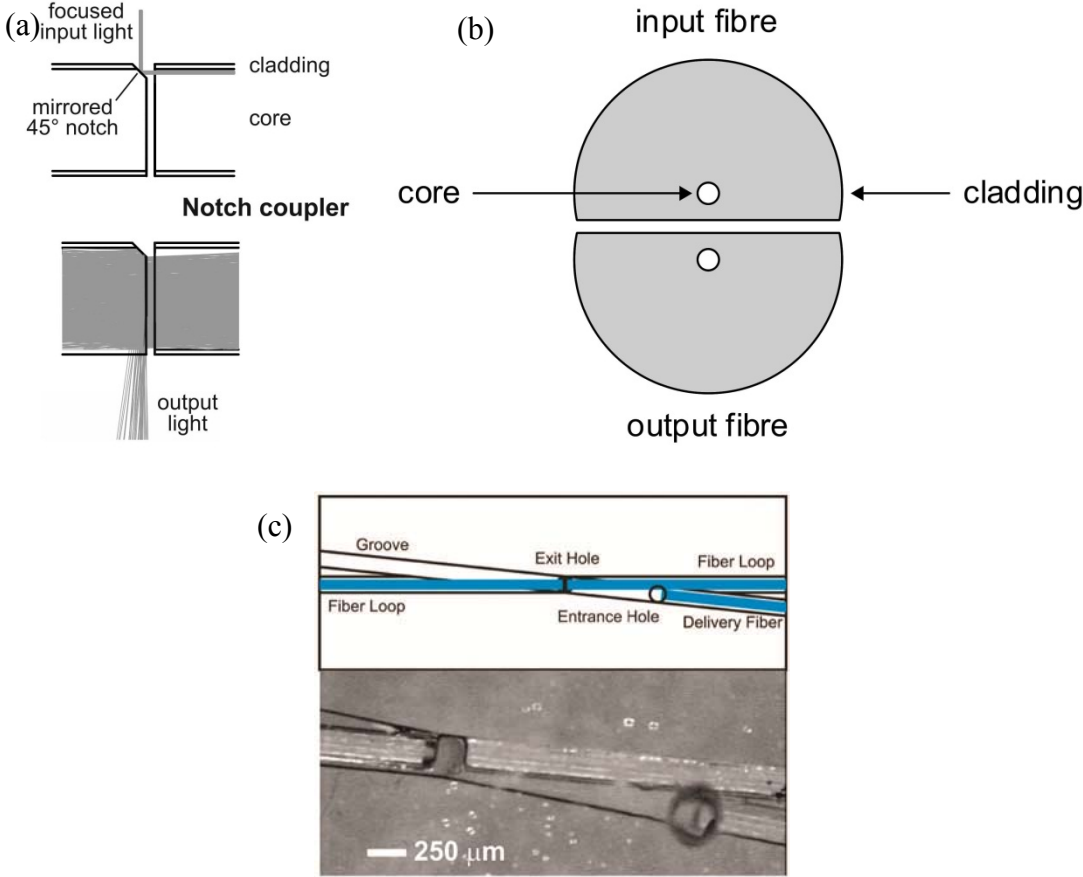 (a)
focused
input light
cladding
mirrored
45° notch
core
Notch coupler
output
light
(b)
input fibre
core
cladding
output fibre
(c)
Groove
Exit Hole
Fiber Loop
Fiber Loop
Entrance Hole
Delivery Fiber
250 μm